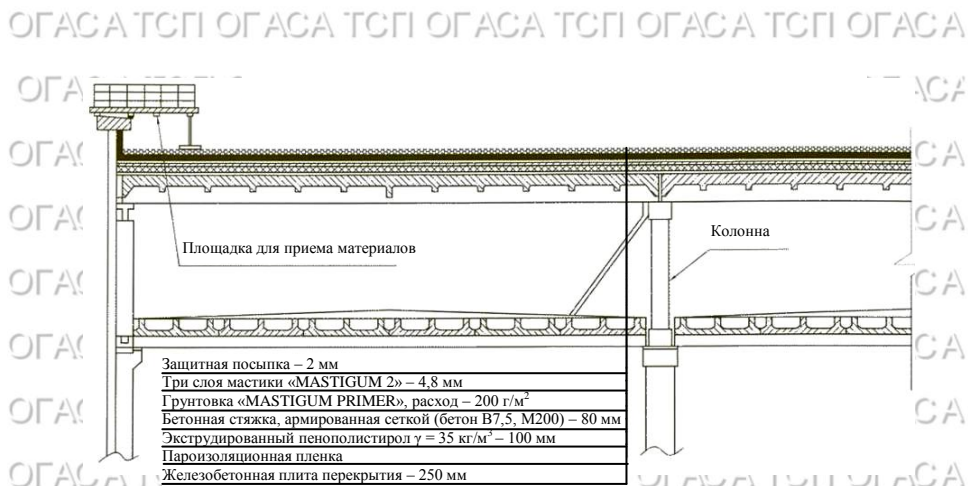 ОГАСА ТСП ОГАСА ТСП ОГАСА ТСП ОГАСА
Площадка для приема материалов
Колонна
Защитная посыпка – 2 мм
Три слоя мастики «MASTIGUM 2» – 4,8 мм
Грунтовка «MASTIGUM PRIMER», расход – 200 г/м²
Бетонная стяжка, армированная сеткой (бетон В7,5, М200) – 80 мм
Экструдированный пенополистирол γ = 35 кг/м³ – 100 мм
Пароизоляционная пленка
Железобетонная плита перекрытия – 250 мм